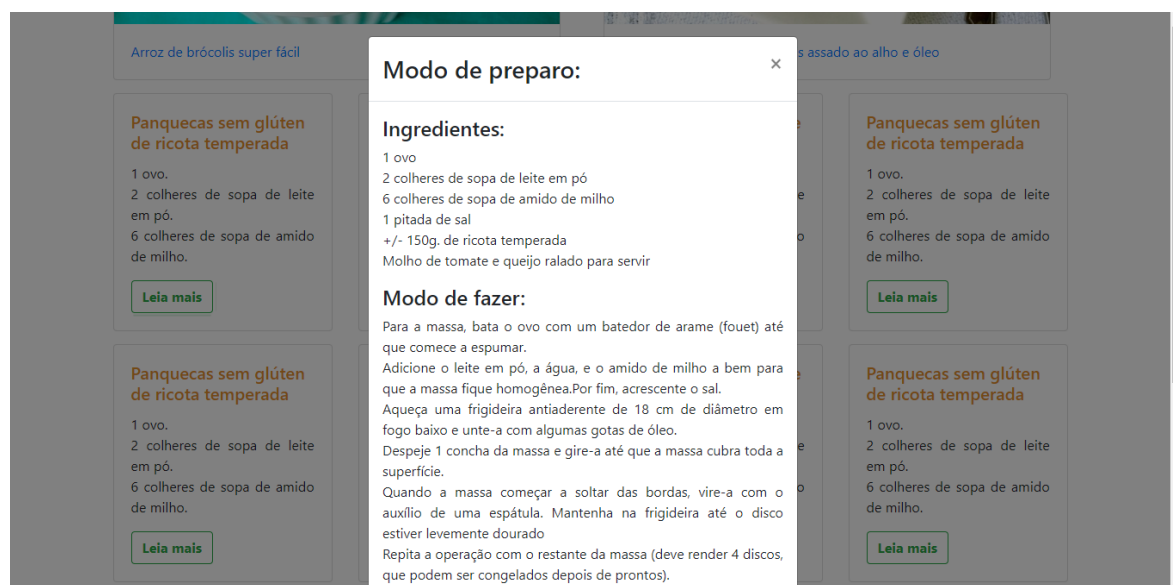 Arroz de brócolis super fácil
s assado ao alho e óleo
Modo de preparo:
×
Ingredientes:
1 ovo
2 colheres de sopa de leite em pó
6 colheres de sopa de amido de milho
1 pitada de sal
+/- 150g. de ricota temperada
Molho de tomate e queijo ralado para servir
Modo de fazer:
Para a massa, bata o ovo com um batedor de arame (fouet) até
que comece a espumar.
Adicione o leite em pó, a água, e o amido de milho a bem para
que a massa fique homogênea.Por fim, acrescente o sal.
Aqueça uma frigideira antiaderente de 18 cm de diâmetro em
fogo baixo e unte-a com algumas gotas de óleo.
Despeje 1 concha da massa e gire-a até que a massa cubra toda a
superfície.
Quando a massa começar a soltar das bordas, vire-a com o
auxílio de uma espátula. Mantenha na frigideira até o disco
estiver levemente dourado
Repita a operação com o restante da massa (deve render 4 discos,
que podem ser congelados depois de prontos).
Panquecas sem glúten
de ricota temperada
1 ovo.
2 colheres de sopa de leite
em pó.
6 colheres de sopa de amido
de milho.
Leia mais
Panquecas sem glúten
de ricota temperada
1 ovo.
2 colheres de sopa de leite
em pó.
6 colheres de sopa de amido
de milho.
Leia mais
Panquecas sem glúten
de ricota temperada
1 ovo.
2 colheres de sopa de leite
em pó.
6 colheres de sopa de amido
de milho.
Leia mais
Panquecas sem glúten
de ricota temperada
1 ovo.
2 colheres de sopa de leite
em pó.
6 colheres de sopa de amido
de milho.
Leia mais